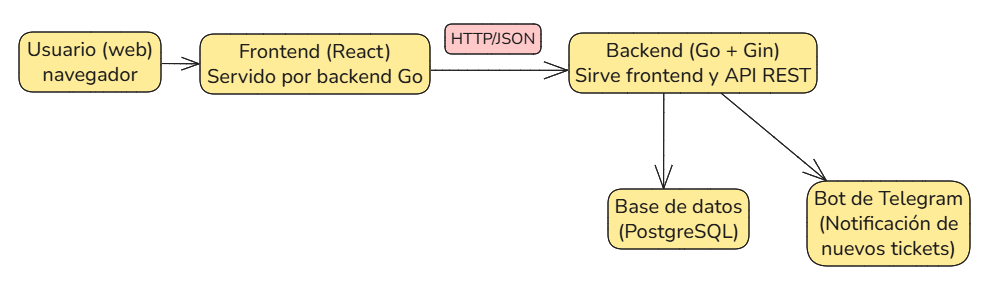 Usuario (web)
navegador
Frontend (React)
Servido por backend Go
HTTP/JSON
Backend (Go + Gin)
Sirve frontend y API REST
Base de datos
(PostgreSQL)
Bot de Telegram
(Notificación de
nuevos tickets)